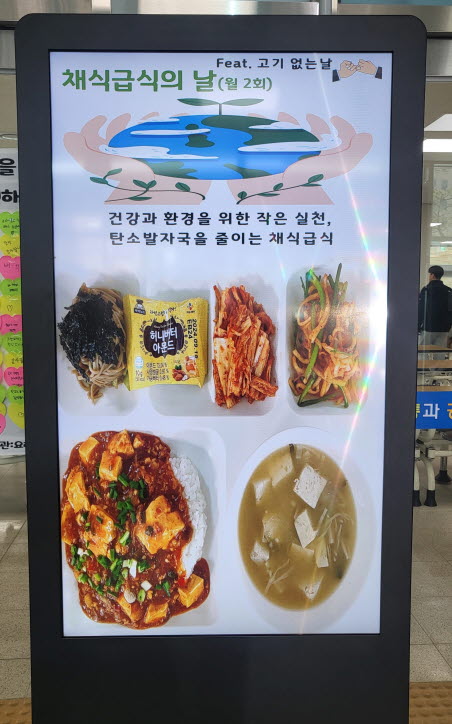 Feat. 고기 없는날
채식급식의 날(월 2회)
건강과 환경을 위한 작은 실천,
탄소발자국을 줄이는 채식급식
허니버터
아몬드
을
과